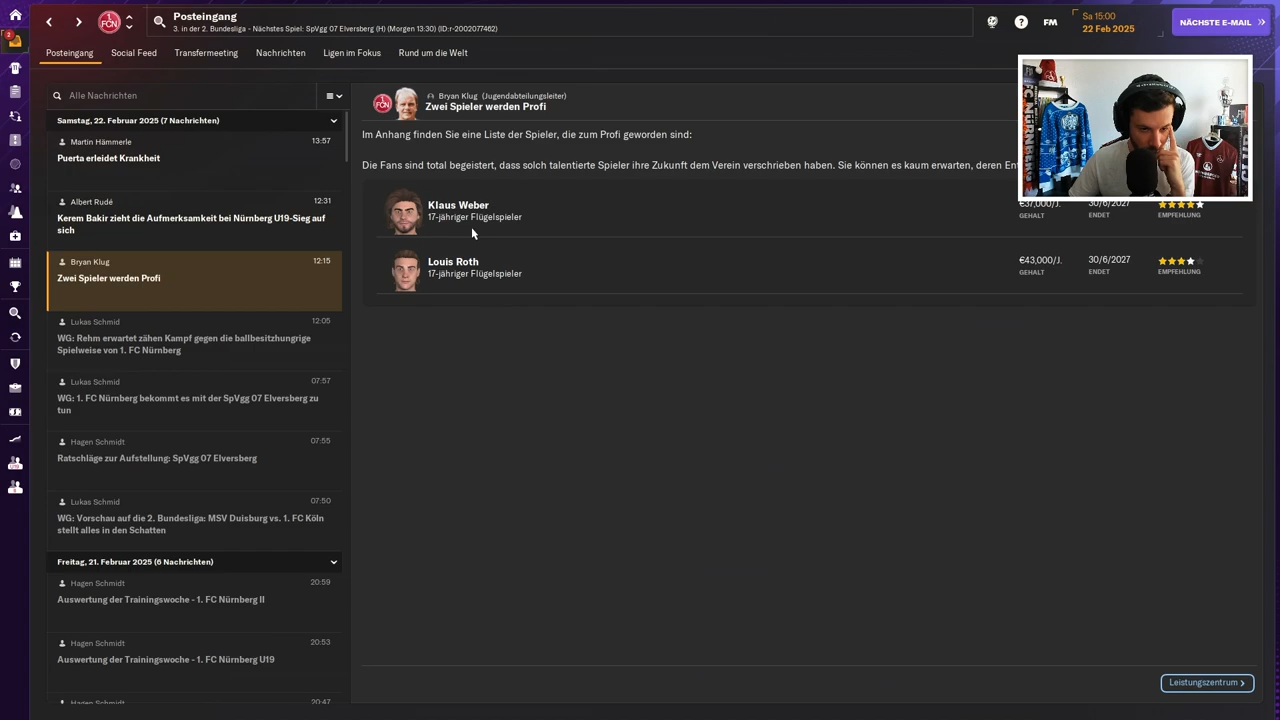 Posteingang
3. in der 2. Bundesliga - Nächstes Spiel: SpVgg 07 Elversberg (H) (Morgen 13:30) (ID:r-2002077462)
FM
Sa 15:00
22 Feb 2025
NÄCHSTE E-MAIL
2
Posteingang
Social Feed
Transfermeeting
Nachrichten
Ligen im Fokus
Rund um die Welt
Alle Nachrichten
Samstag, 22. Februar 2025 (7 Nachrichten)
Martin Hämmerle 13:57
Puerta erleidet Krankheit
Albert Rudé 12:31
Kerem Bakir zieht die Aufmerksamkeit bei Nürnberg U19-Sieg auf
sich
Bryan Klug 12:15
Zwei Spieler werden Profi
Lukas Schmid 12:05
WG: Rehm erwartet zähen Kampf gegen die ballbesitzhungrige
Spielweise von 1. FC Nürnberg
Lukas Schmid 07:57
WG: 1. FC Nürnberg bekommt es mit der SpVgg 07 Elversberg zu
tun
Hagen Schmidt 07:55
Ratschläge zur Aufstellung: SpVgg 07 Elversberg
Lukas Schmid 07:50
WG: Vorschau auf die 2. Bundesliga: MSV Duisburg vs. 1. FC Köln
stellt alles in den Schatten
Freitag, 21. Februar 2025 (6 Nachrichten)
Hagen Schmidt 20:59
Auswertung der Trainingswoche - 1. FC Nürnberg II
Hagen Schmidt 20:53
Auswertung der Trainingswoche - 1. FC Nürnberg U19
Hagen Schmidt 20:47
Bryan Klug (Jugendabteilungsleiter)
Zwei Spieler werden Profi
Im Anhang finden Sie eine Liste der Spieler, die zum Profi geworden sind:
Die Fans sind total begeistert, dass solch talentierte Spieler ihre Zukunft dem Verein verschrieben haben. Sie können es kaum erwarten, deren
Klaus Weber
17-jähriger Flügelspieler
€37,000/J.
GEHALT
30/6/2027
ENDET
EMPFEHLUNG
Louis Roth
17-jähriger Flügelspieler
€43,000/J.
GEHALT
30/6/2027
ENDET
EMPFEHLUNG
Leistungszentrum